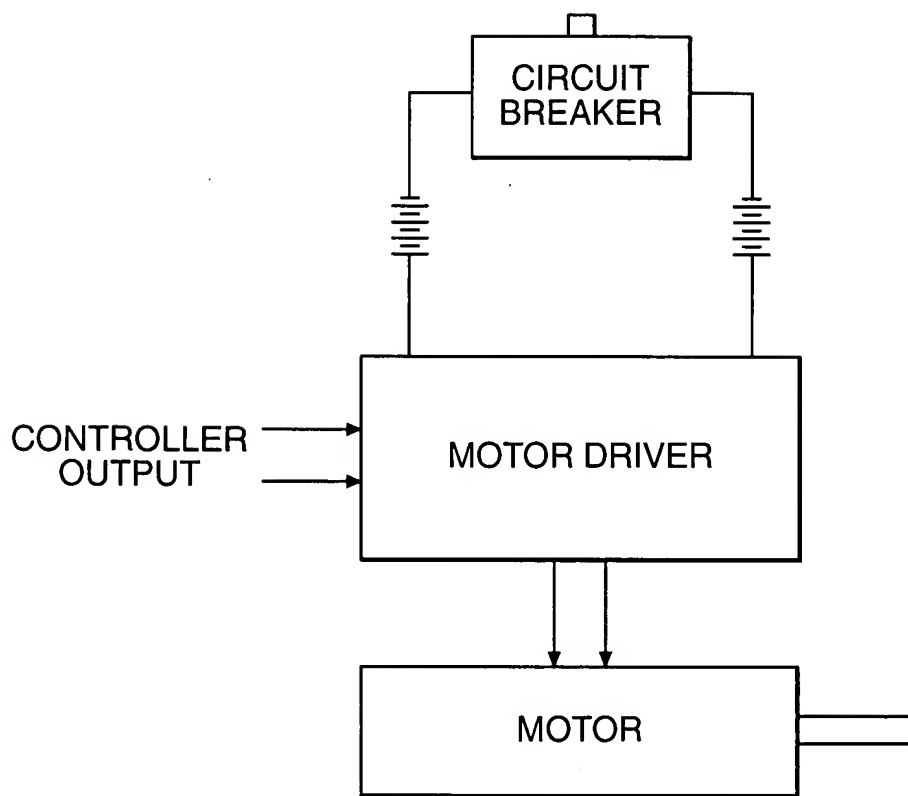 CIRCUIT
BREAKER
CONTROLLER
OUTPUT
MOTOR DRIVER
MOTOR